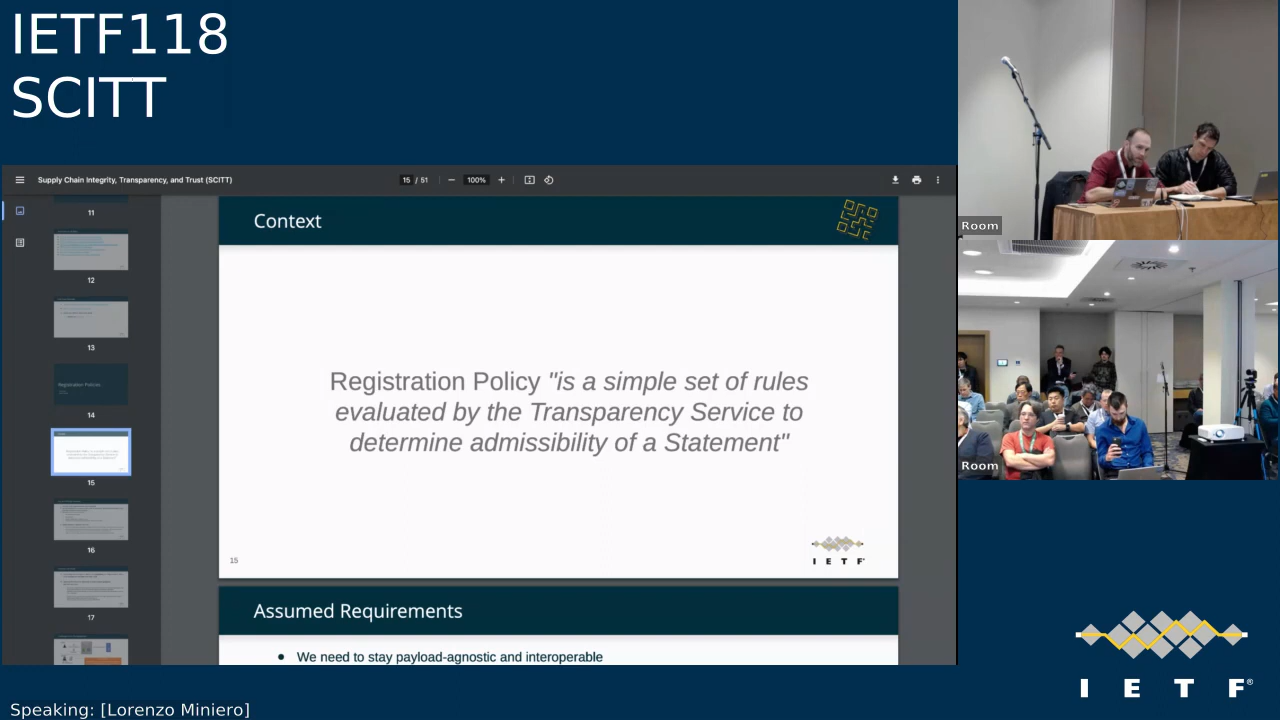 IETF118
SCITT
Supply Chain Integrity, Transparency, and Trust (SCITT)
15 / 51
100%
11
12
13
14
15
16
17
Registration Policies
Context
Registration Policy "is a simple set of rules
evaluated by the Transparency Service to
determine admissibility of a Statement"
15
I E T F
Assumed Requirements
● We need to stay payload-agnostic and interoperable
Room
Room
I E T F®
Speaking: [Lorenzo Miniero]